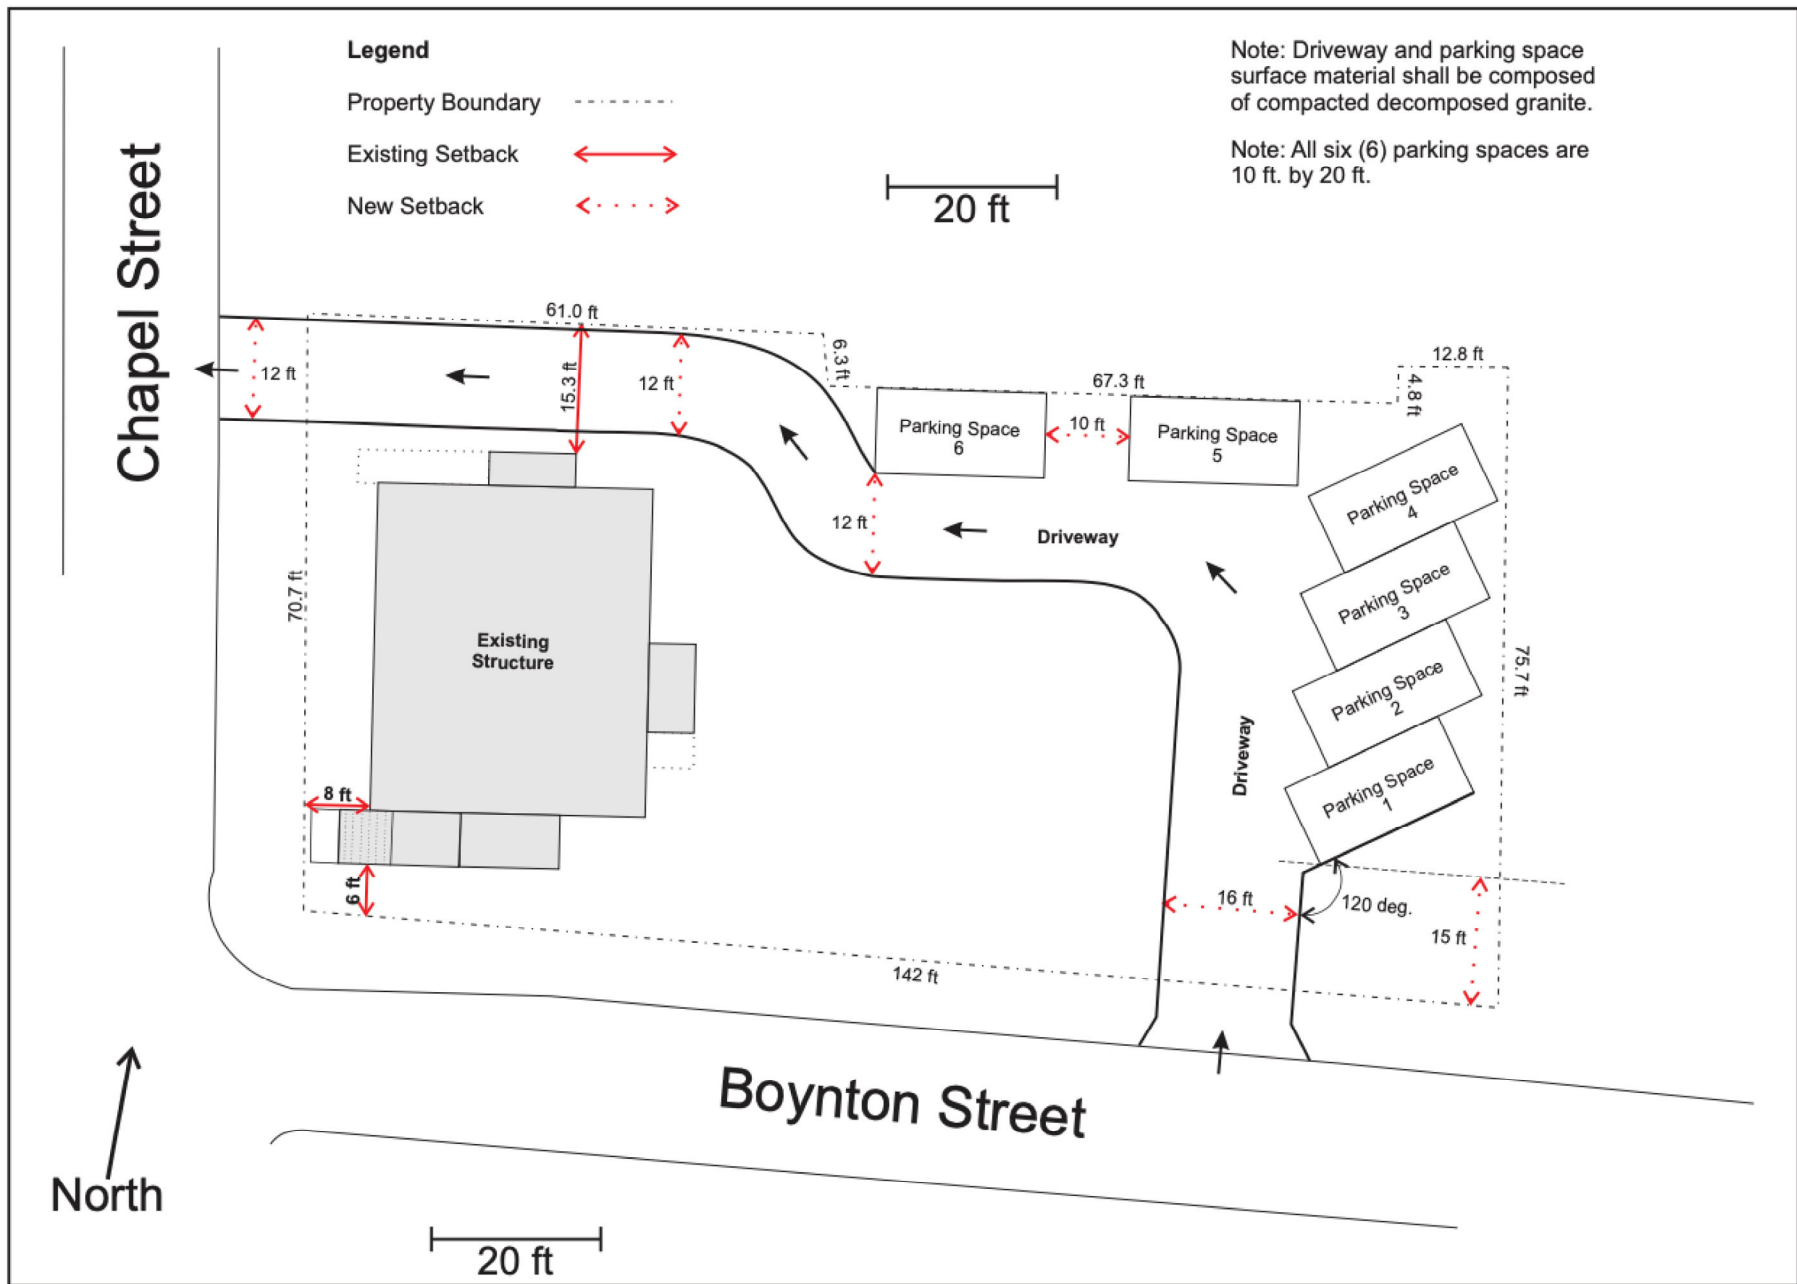 Legend
Property Boundary
Existing Setback
New Setback
20 ft
Note: Driveway and parking space
surface material shall be composed
of compacted decomposed granite.
Note: All six (6) parking spaces are
10 ft. by 20 ft.
Chapel Street
61.0 ft
12 ft
15.3 ft
12 ft
6.3 ft
67.3 ft
12.8 ft
4.8 ft
Parking Space
6
10 ft
Parking Space
5
Parking Space
4
12 ft
Driveway
Parking Space
3
70.7 ft
Existing
Structure
75.7 ft
Parking Space
2
Driveway
Parking Space
1
8 ft
6 ft
16 ft
120 deg.
15 ft
142 ft
Boynton Street
North
20 ft